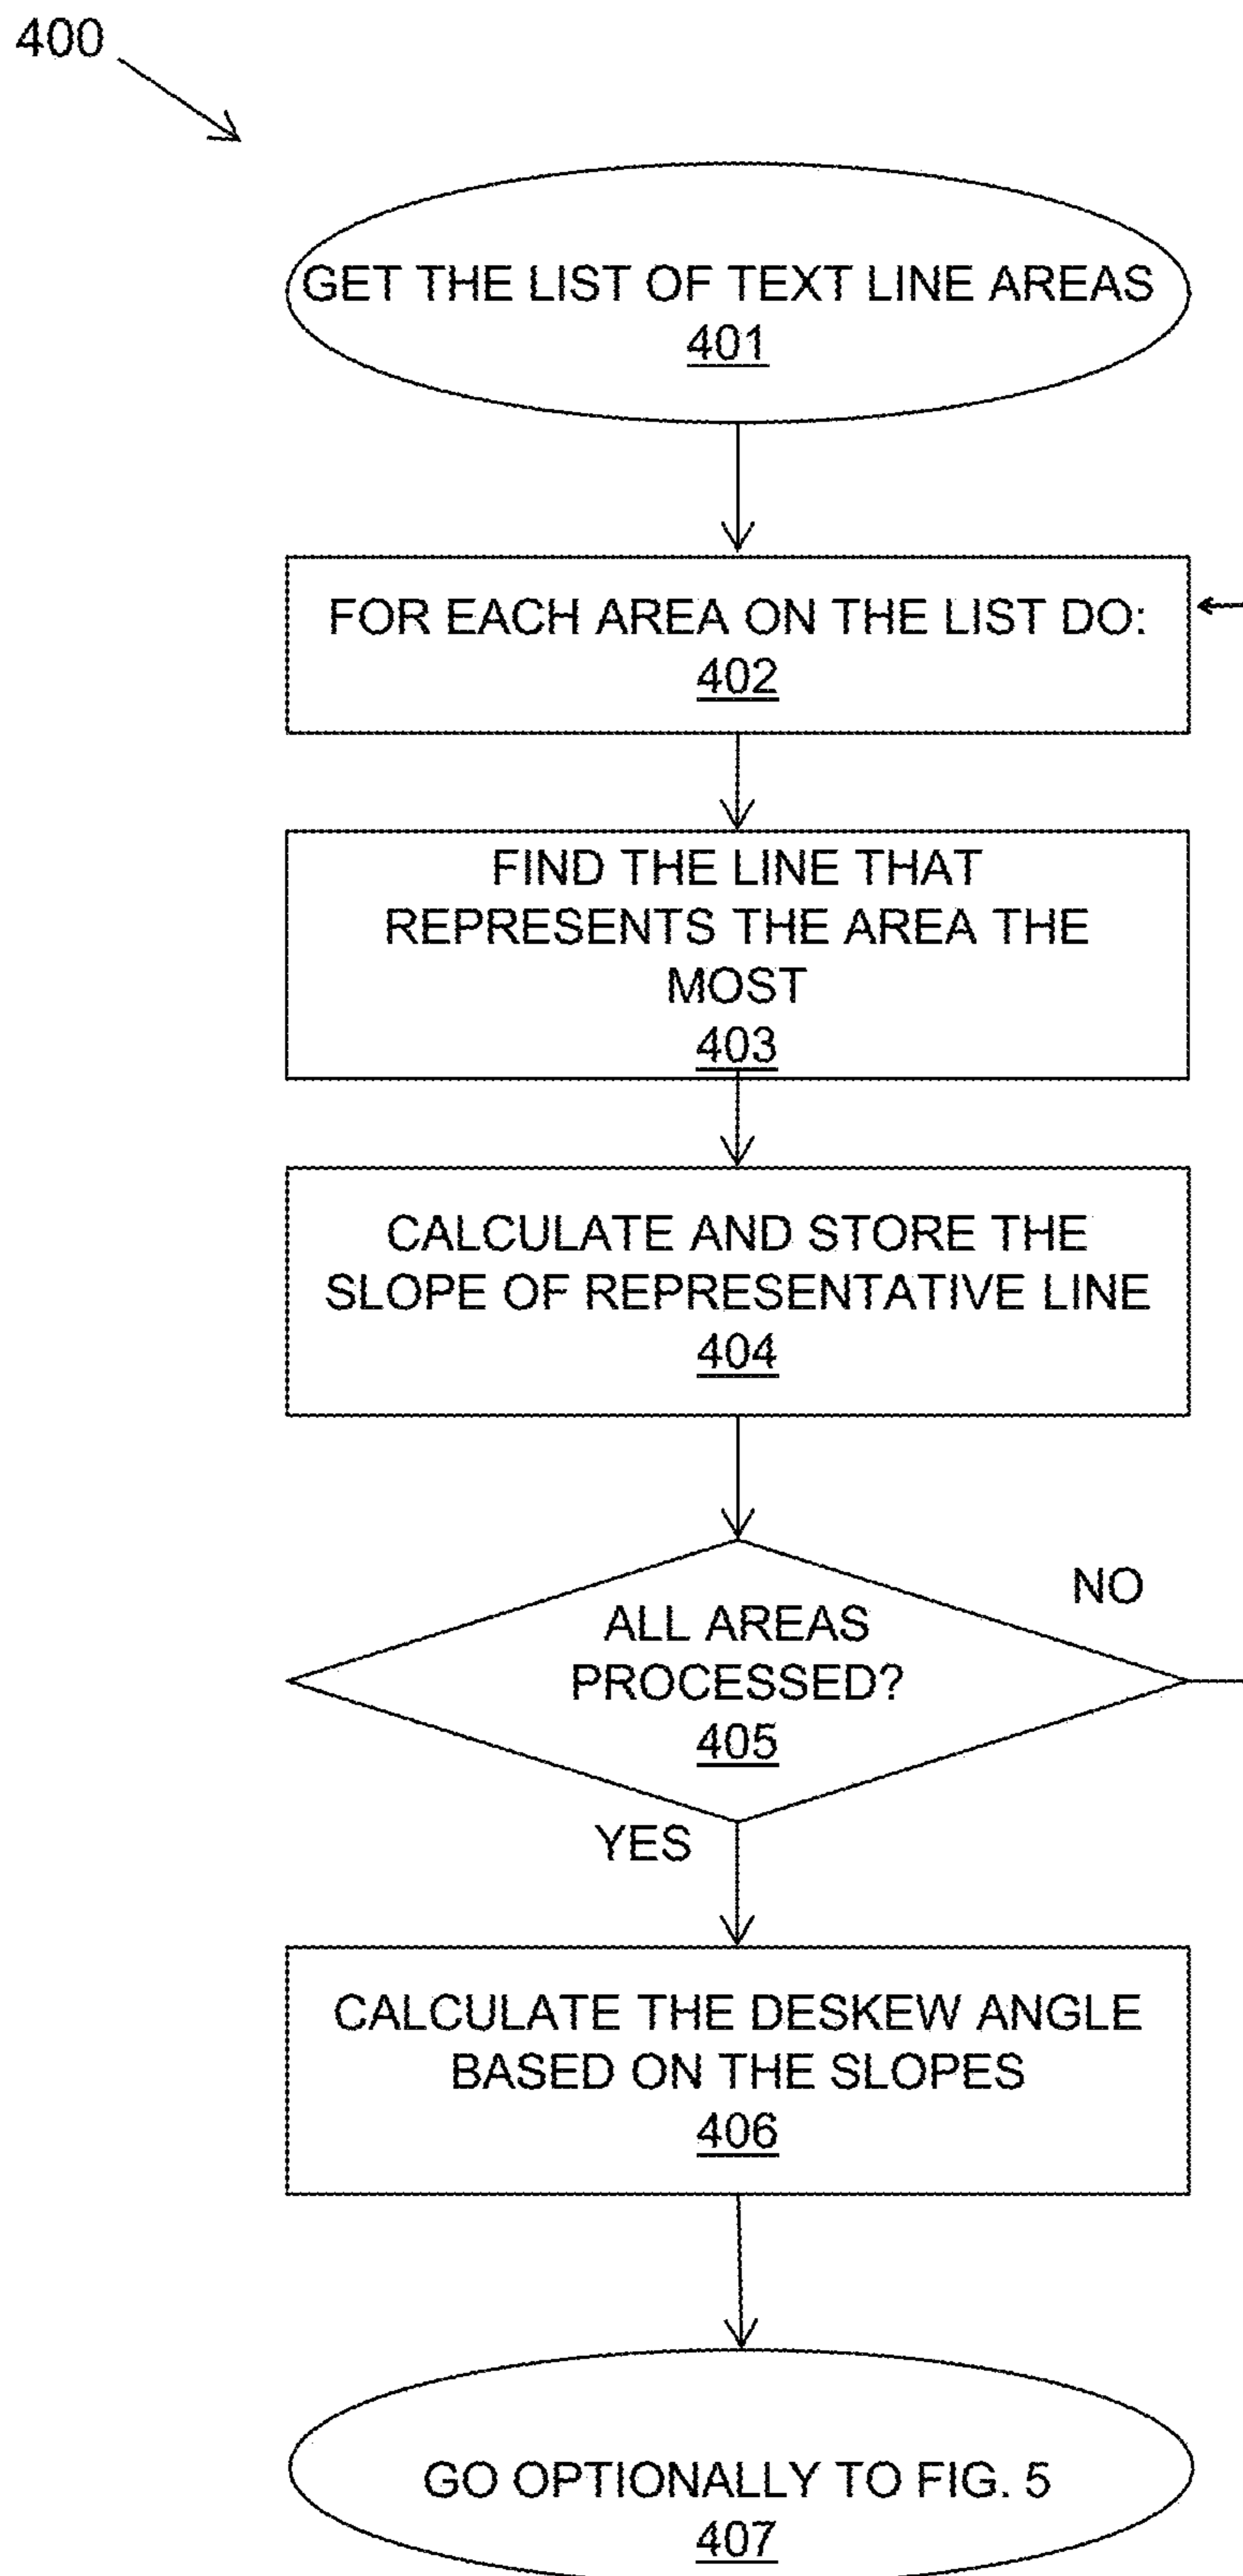 400
GET THE LIST OF TEXT LINE AREAS
401
FOR EACH AREA ON THE LIST DO:
402
FIND THE LINE THAT
REPRESENTS THE AREA THE
MOST
403
CALCULATE AND STORE THE
SLOPE OF REPRESENTATIVE LINE
404
NO
ALL AREAS
PROCESSED?
405
YES
CALCULATE THE DESKEW ANGLE
BASED ON THE SLOPES
406
GO OPTIONALLY TO FIG. 5
407